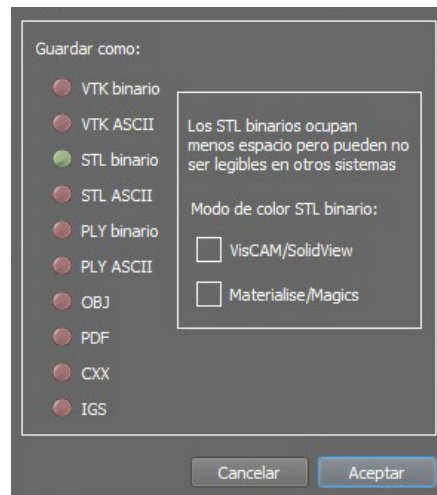 Guardar como:
VTK binario
VTK ASCII
STL binario
STL ASCII
PLY binario
PLY ASCII
OBJ
PDF
CXX
IGS
Los STL binarios ocupan
menos espacio pero pueden no
ser legibles en otros sistemas
Modo de color STL binario:
VisCAM/SolidView
Materialise/Magics
Cancelar
Aceptar